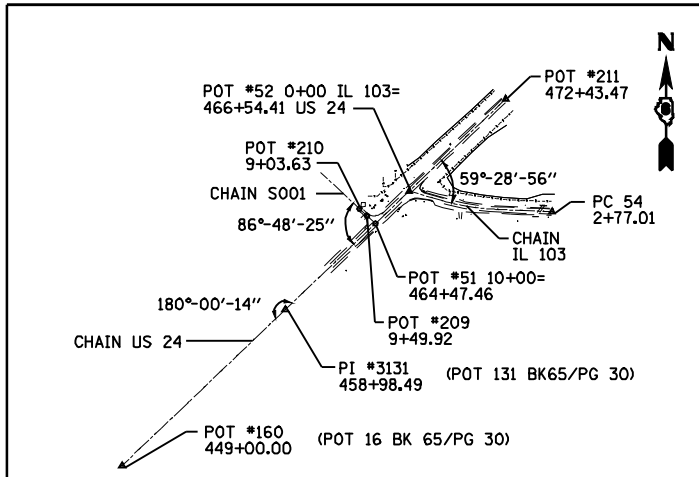 N
POT #52 0+00 IL 103=
466+54.41 US 24
POT #211
472+43.47
POT #210
9+03.63
CHAIN S001
59°-28'-56"
86°-48'-25"
PC 54
2+77.01
CHAIN
IL 103
POT #51 10+00=
464+47.46
180°-00'-14"
POT #209
9+49.92
CHAIN US 24
PI #3131
458+98.49
(POT 131 BK65/PG 30)
POT #160
449+00.00
(POT 16 BK 65/PG 30)